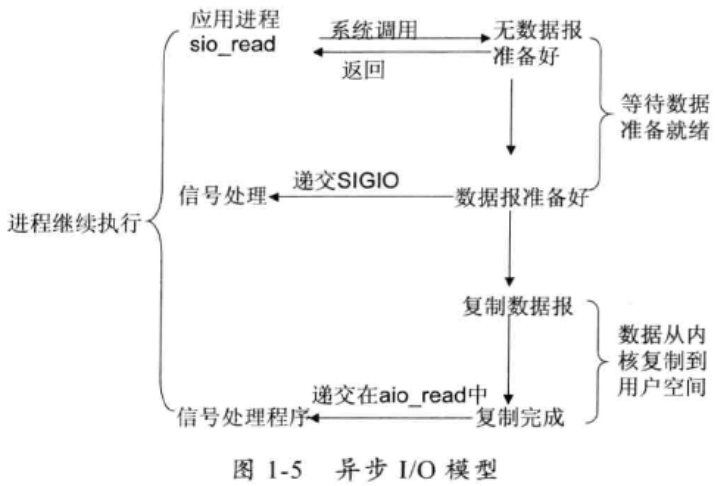 应用进程
sio_read
系统调用
返回
无数据报
准备好
等待数据
准备就绪
信号处理
递交SIGIO
数据报准备好
进程继续执行
复制数据报
数据从内
核复制到
用户空间
递交在aio_read中
信号处理程序
复制完成
图 1-5 异步 I/O 模型